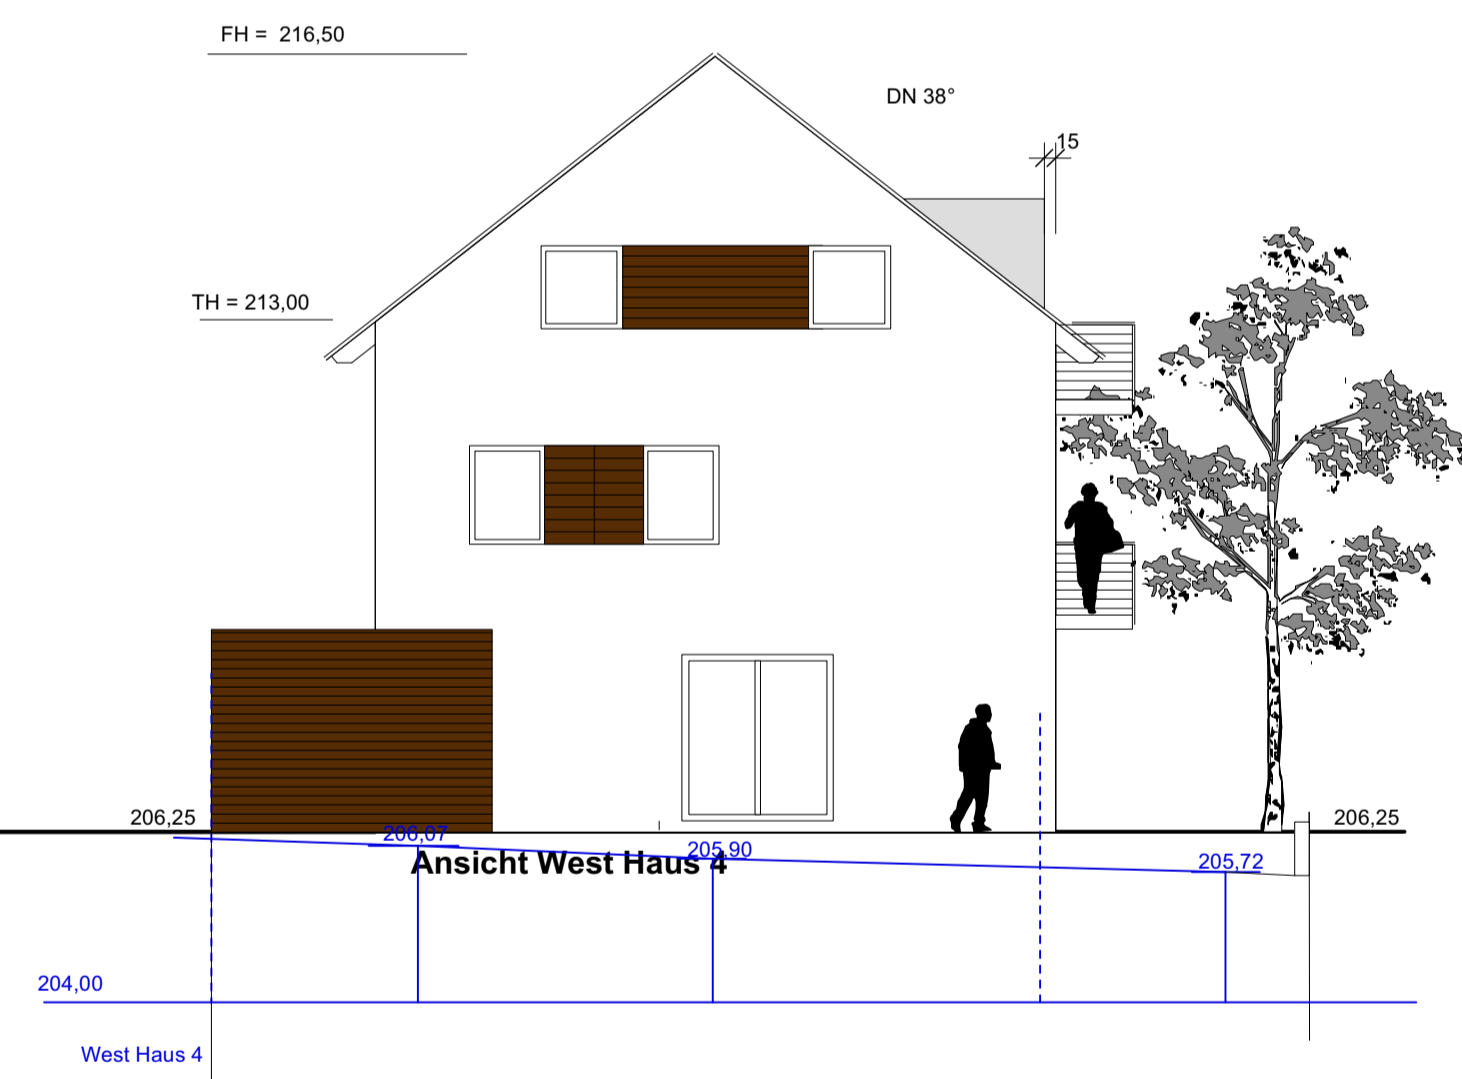 FH =  216,50
DN 38°
15
TH = 213,00
206,25
206,25
206,07
205,90
Ansicht West Haus 4
205,72
204,00
West Haus 4